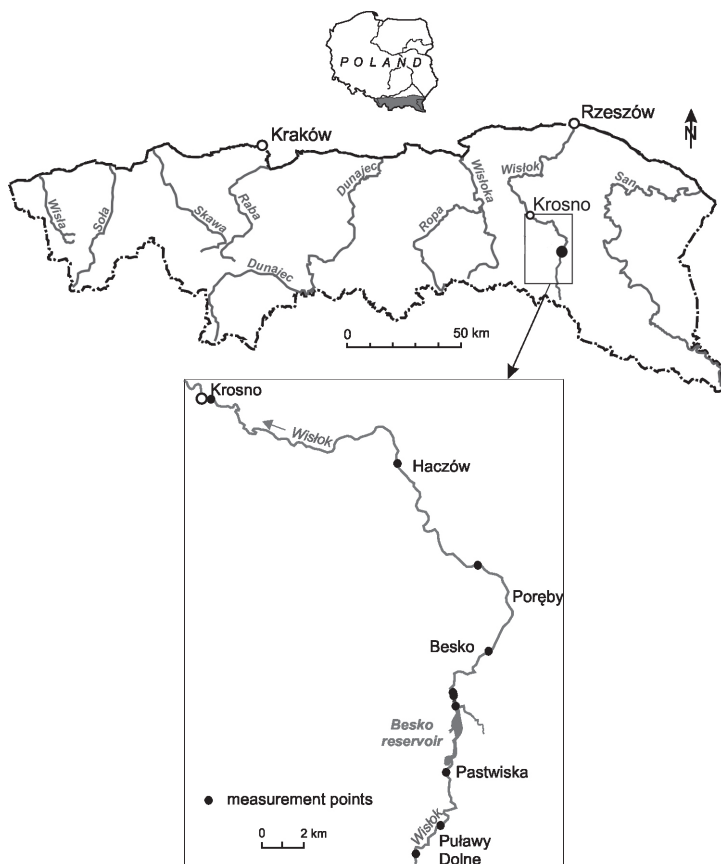 POLAND
Rzeszów
N
Kraków
Wisłok
Dunajec
Wisłoka
San
Krosno
Wisła
Soła
Skawa
Raba
Ropa
Dunajec
0 50 km
Krosno
Wisłok
Haczów
Poręby
Besko
Besko
reservoir
Pastwiska
measurement points
Wisłok
0 2 km
Puławy
Dolne